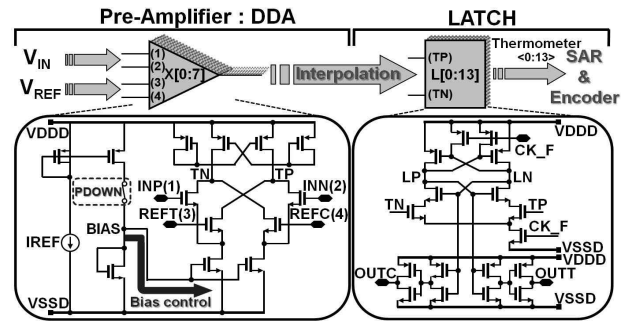 Pre-Amplifier : DDA
LATCH
V_IN
V_REF
(1)
(2)
(3)
(4)
X[0:7]
Interpolation
(TP)
(TN)
L[0:13]
Thermometer
<0:13>
SAR
&
Encoder
VDDD
PDOWN
BIAS
IREF
VSSD
Bias control
TN
TP
INP(1)
INN(2)
REFT(3)
REFC(4)
VDDD
CK_F
LP
LN
TN
TP
CK_F
VSSD
VDDD
OUTC
OUTT
VSSD